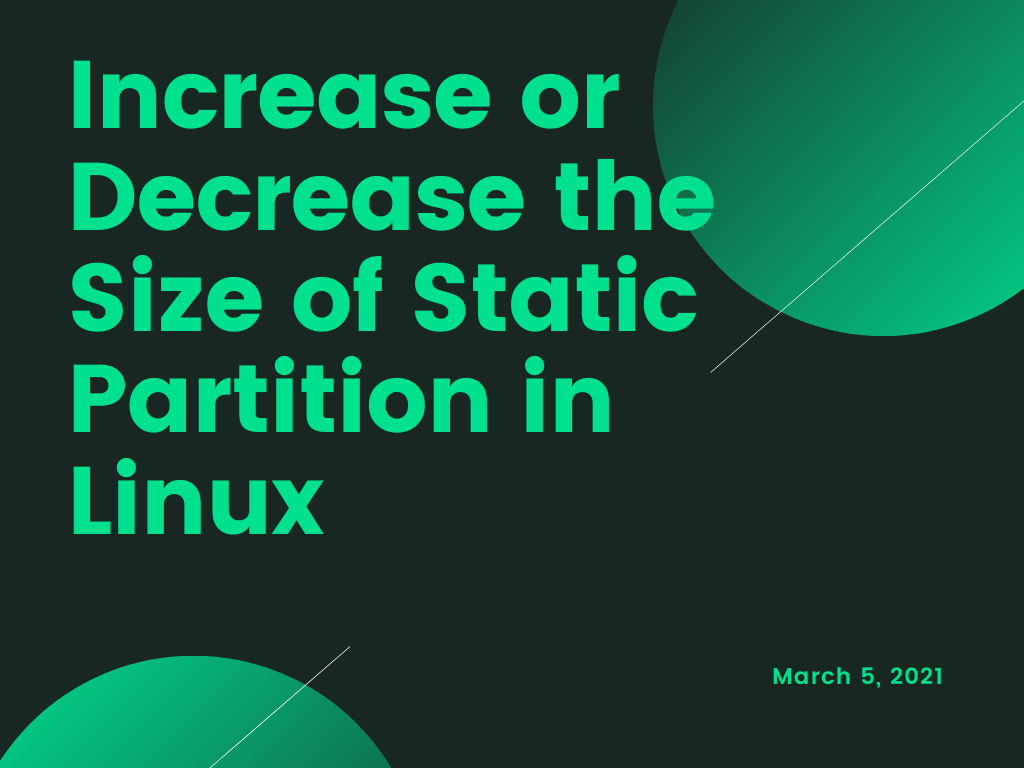 Increase or
Decrease the
Size of Static
Partition in
Linux
March 5, 2021